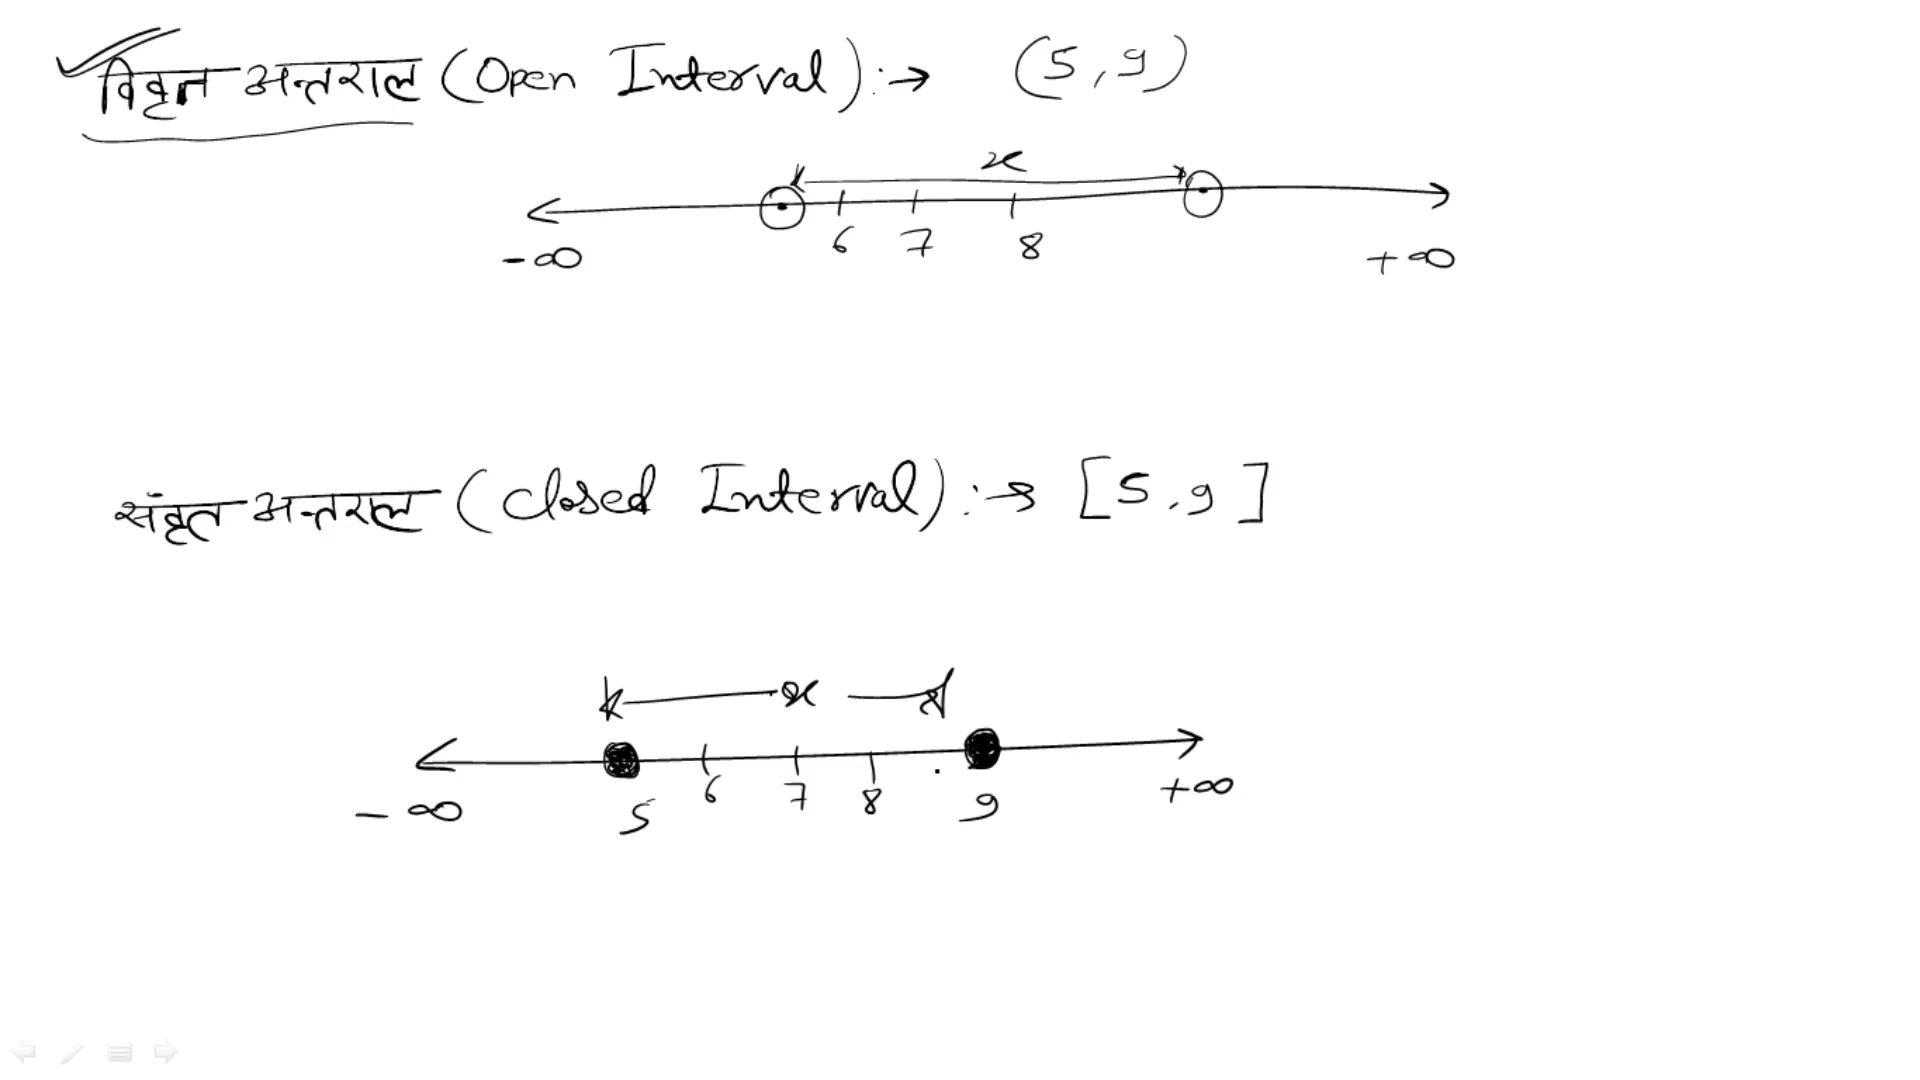 विवृत अन्तराल (Open Interval) :→ (5, 9)
x
6 7 8
-∞ +∞
संवृत अन्तराल (Closed Interval) :→ [5, 9]
x
6 7 8
-∞ 5 9 +∞